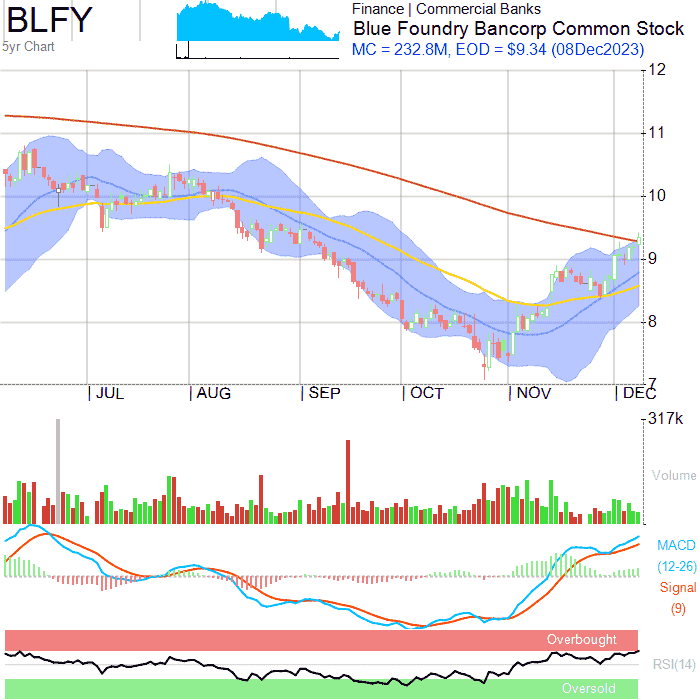 BLFY
5yr Chart
Finance | Commercial Banks
Blue Foundry Bancorp Common Stock
MC = 232.8M, EOD = $9.34 (08Dec2023)
12
11
10
9
8
7
JUL AUG SEP OCT NOV DEC
317k
Volume
MACD
(12-26)
Signal
(9)
Overbought
RSI(14)
Oversold